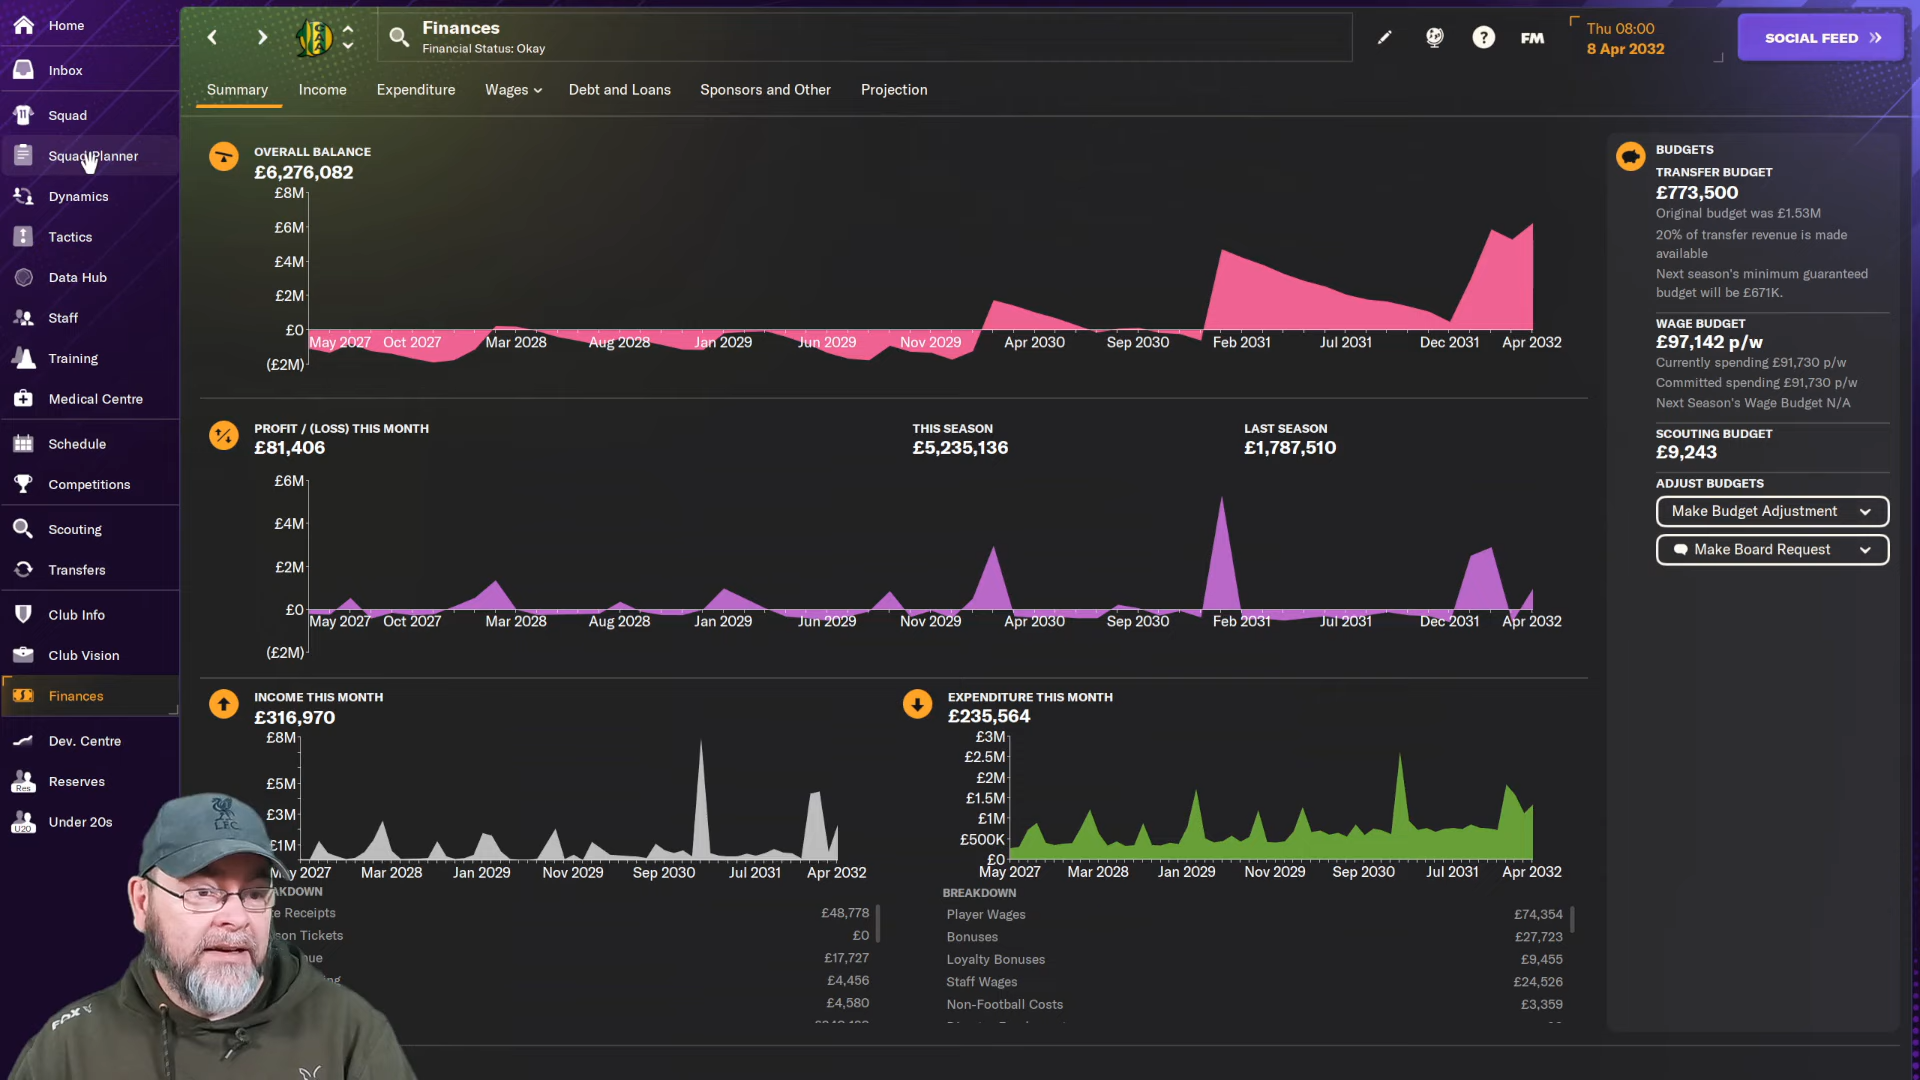 Home
Inbox
Squad
Squad Planner
Dynamics
Tactics
Data Hub
Staff
Training
Medical Centre
Schedule
Competitions
Scouting
Transfers
Club Info
Club Vision
Finances
Dev. Centre
Reserves
Under 20s
Res
U20
11
Finances
Financial Status: Okay
FM
Thu 08:00
8 Apr 2032
SOCIAL FEED
Summary Income Expenditure Wages Debt and Loans Sponsors and Other Projection
OVERALL BALANCE
£6,276,082
£8M
£6M
£4M
£2M
£0
(£2M)
May 2027 Oct 2027 Mar 2028 Aug 2028 Jan 2029 Jun 2029 Nov 2029 Apr 2030 Sep 2030 Feb 2031 Jul 2031 Dec 2031 Apr 2032
PROFIT / (LOSS) THIS MONTH
£81,406
THIS SEASON
£5,235,136
LAST SEASON
£1,787,510
£6M
£4M
£2M
£0
(£2M)
May 2027 Oct 2027 Mar 2028 Aug 2028 Jan 2029 Jun 2029 Nov 2029 Apr 2030 Sep 2030 Feb 2031 Jul 2031 Dec 2031 Apr 2032
INCOME THIS MONTH
£316,970
£8M
£5M
£3M
£1M
2027 Mar 2028 Jan 2029 Nov 2029 Sep 2030 Jul 2031 Apr 2032
AKDOWN
Receipts £48,778
son Tickets £0
nue £17,727
ng £4,456
£4,580
EXPENDITURE THIS MONTH
£235,564
£3M
£2.5M
£2M
£1.5M
£1M
£500K
£0
May 2027 Mar 2028 Jan 2029 Nov 2029 Sep 2030 Jul 2031 Apr 2032
BREAKDOWN
Player Wages £74,354
Bonuses £27,723
Loyalty Bonuses £9,455
Staff Wages £24,526
Non-Football Costs £3,359
BUDGETS
TRANSFER BUDGET
£773,500
Original budget was £1.53M
20% of transfer revenue is made
available
Next season's minimum guaranteed
budget will be £671K.
WAGE BUDGET
£97,142 p/w
Currently spending £91,730 p/w
Committed spending £91,730 p/w
Next Season's Wage Budget N/A
SCOUTING BUDGET
£9,243
ADJUST BUDGETS
Make Budget Adjustment
Make Board Request
L.F.C.
FOX